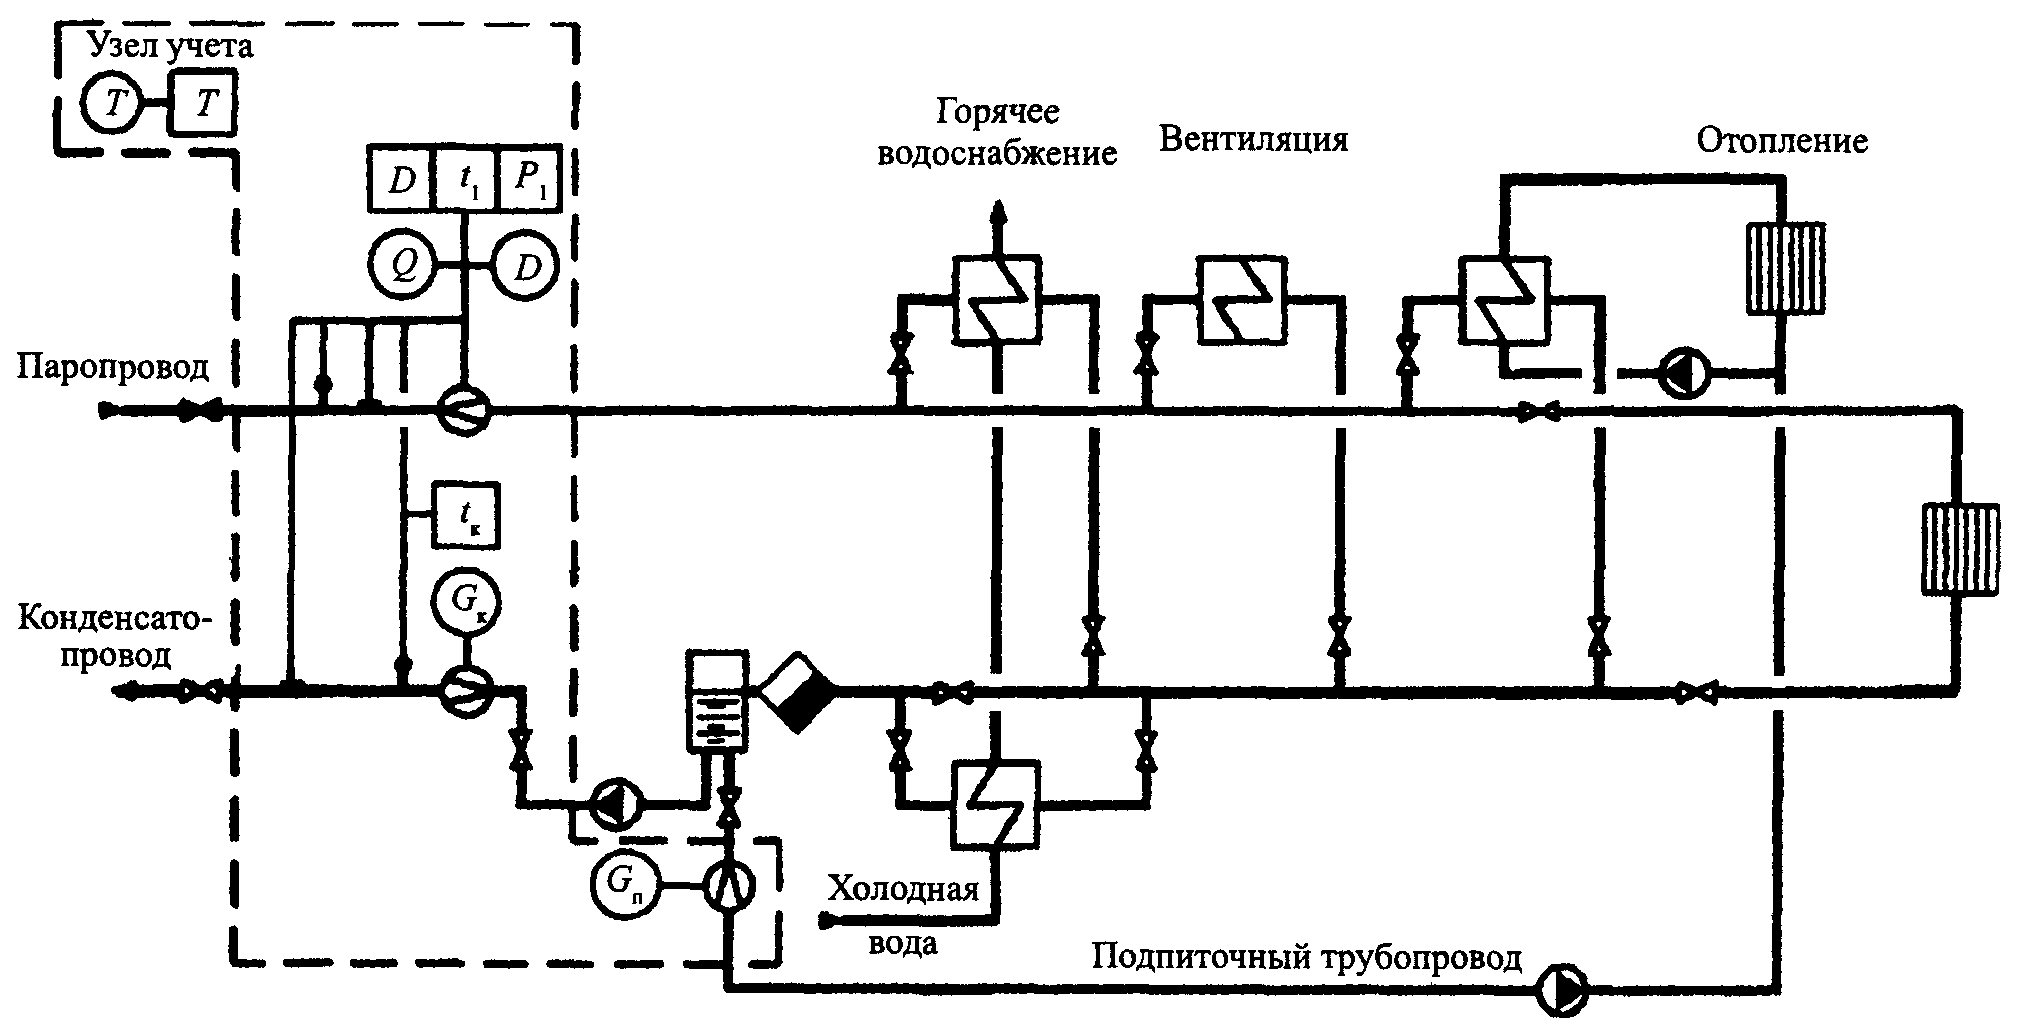 Узел учета
T T
D t1 P1
Q D
Горячее
водоснабжение
Вентиляция
Отопление
Паропровод
tк
Gк
Конденсато-
провод
Gп
Холодная
вода
Подпиточный трубопровод